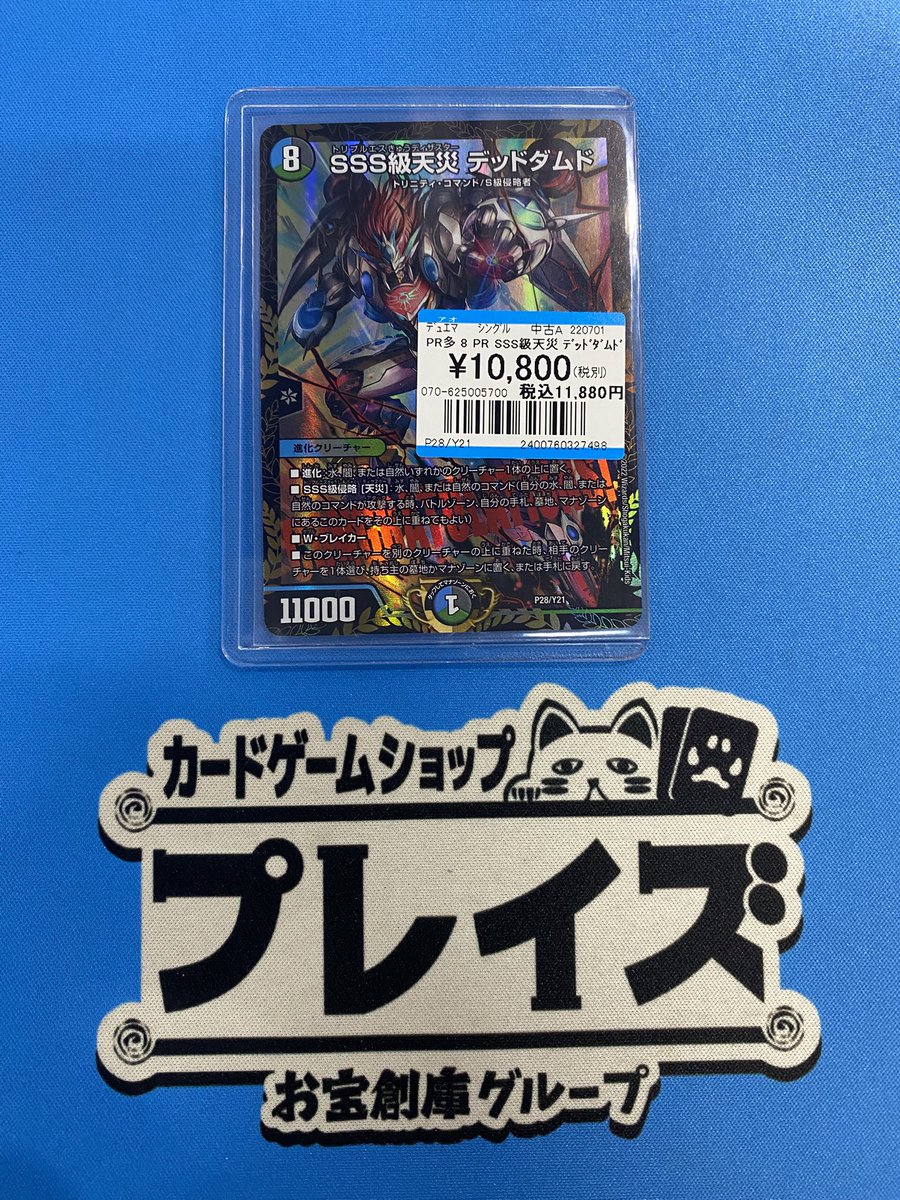 8
トリプルエスきゅうディザスター
SSS級天災 デッドダムド
トリニティ・コマンド/S級侵略者
アオ
デュエマ シングル 中古A 220701
PR多 8 PR SSS級天災 デッドダムド
¥10,800(税別)
070-625005700 税込11,880円
P28/Y21 2400760327498
進化クリーチャー
■進化:水、闇、または自然いずれかのクリーチャー1体の上に置く。
■SSS級侵略[天災]:水、闇、または自然のコマンド(自分の水、闇、または
自然のコマンドが攻撃する時、バトルゾーン、自分の手札、墓地、マナゾーン
にあるこのカードをその上に重ねてもよい)
■W・ブレイカー
■このクリーチャーを別のクリーチャーの上に重ねた時、相手のクリー
チャーを1体選び、持ち主の墓地かマナゾーンに置く、または手札に戻す。
11000
タップしてマナゾーンにおく
1
P28/Y21
カードゲームショップ
プレイズ
お宝創庫グループ